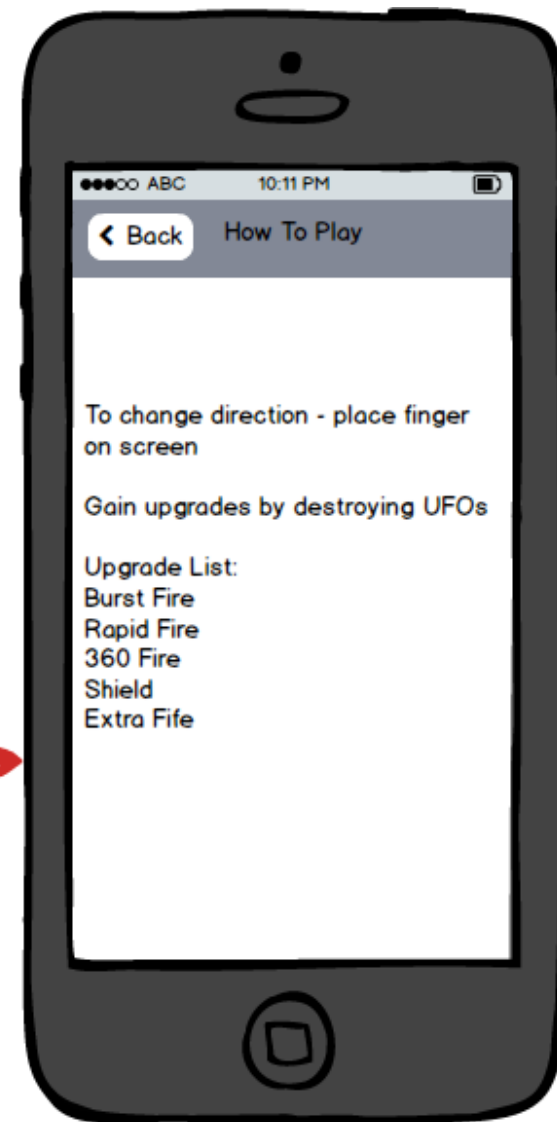 ABC 10:11 PM
Back How To Play
To change direction - place finger
on screen
Gain upgrades by destroying UFOs
Upgrade List:
Burst Fire
Rapid Fire
360 Fire
Shield
Extra Fife